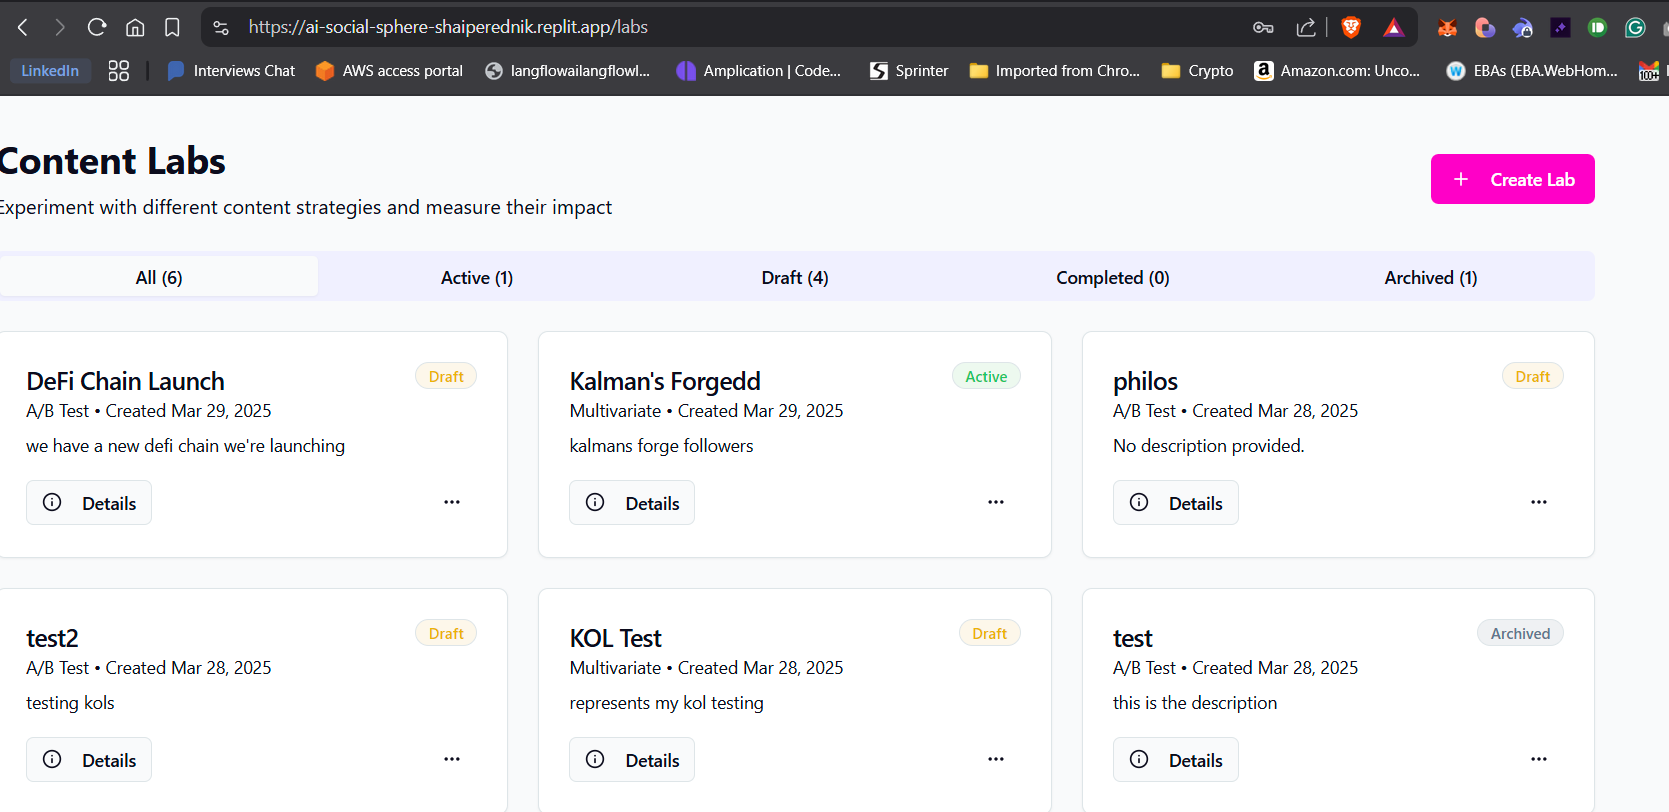 https://ai-social-sphere-shaiperednik.replit.app/labs
LinkedIn Interviews Chat AWS access portal langflowailangflowl... Amplication | Code... Sprinter Imported from Chro... Crypto Amazon.com: Unco... EBAs (EBA.WebHom... 100+
Content Labs
Experiment with different content strategies and measure their impact
+ Create Lab
All (6) Active (1) Draft (4) Completed (0) Archived (1)
DeFi Chain Launch
Draft
A/B Test • Created Mar 29, 2025
we have a new defi chain we're launching
Details
Kalman's Forgedd
Active
Multivariate • Created Mar 29, 2025
kalmans forge followers
Details
philos
Draft
A/B Test • Created Mar 28, 2025
No description provided.
Details
test2
Draft
A/B Test • Created Mar 28, 2025
testing kols
Details
KOL Test
Draft
Multivariate • Created Mar 28, 2025
represents my kol testing
Details
test
Archived
A/B Test • Created Mar 28, 2025
this is the description
Details